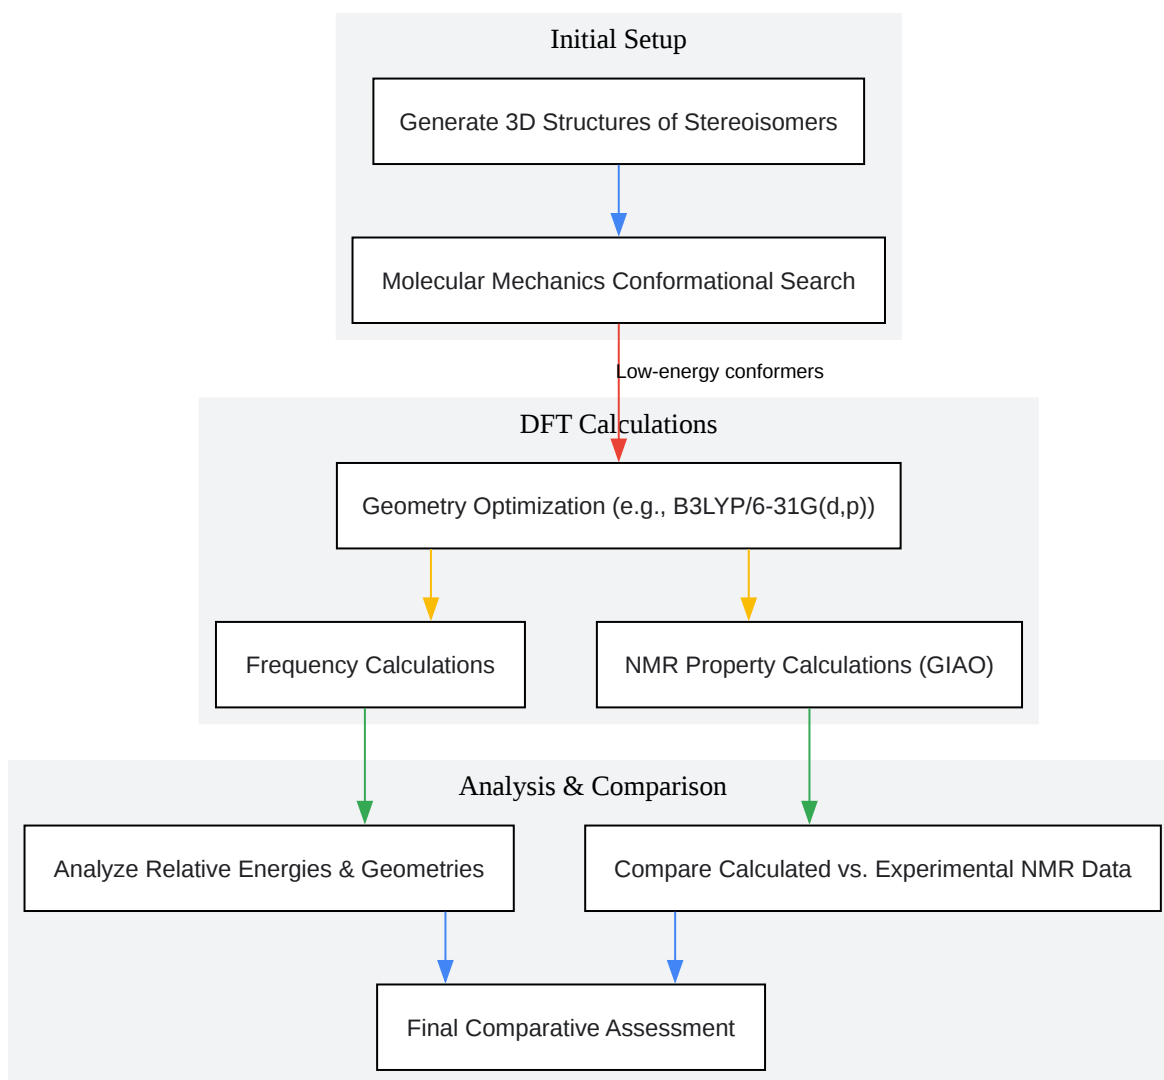 Initial Setup
Generate 3D Structures of Stereoisomers
Molecular Mechanics Conformational Search
Low-energy conformers
DFT Calculations
Geometry Optimization (e.g., B3LYP/6-31G(d,p))
Frequency Calculations
NMR Property Calculations (GIAO)
Analysis & Comparison
Analyze Relative Energies & Geometries
Compare Calculated vs. Experimental NMR Data
Final Comparative Assessment